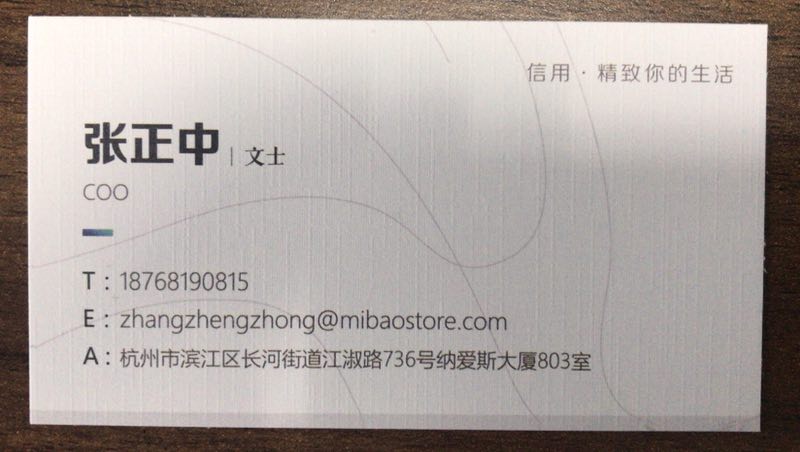 信用·精致你的生活
张正中|文士
COO
T：18768190815
E：zhangzhengzhong@mibaostore.com
A：杭州市滨江区长河街道江淑路736号纳爱斯大厦803室